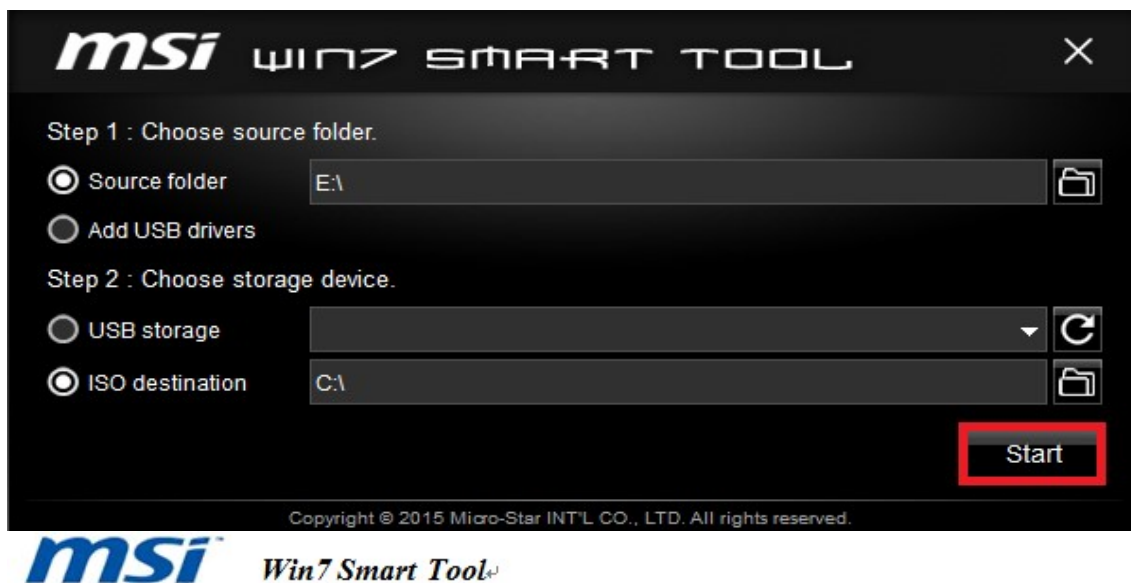 msi WIN7 SMART TOOL
Step 1 : Choose source folder.
Source folder E:\
Add USB drivers
Step 2 : Choose storage device.
USB storage
ISO destination C:\
Start
Copyright © 2015 Micro-Star INT'L CO., LTD. All rights reserved.
msi Win7 Smart Tool